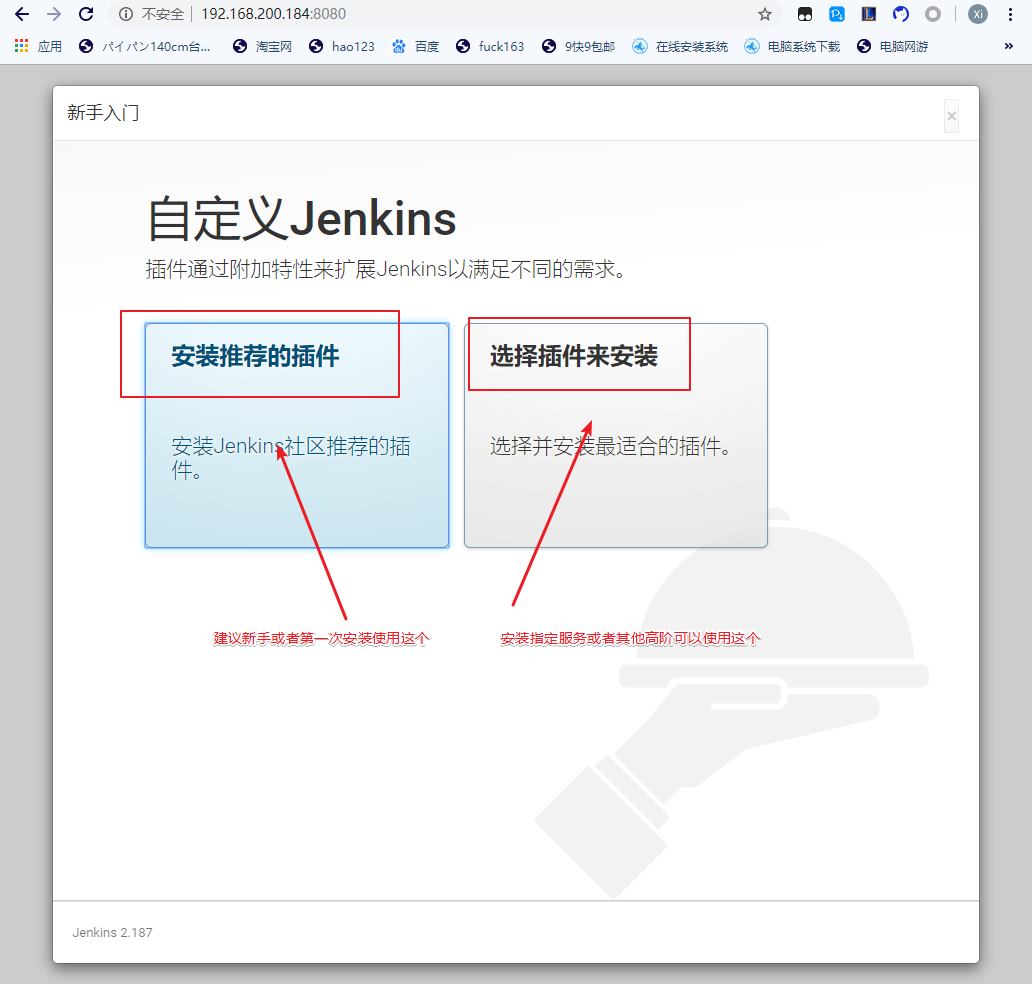 不安全 192.168.200.184:8080
Xi
应用 パイパン140cm台... 淘宝网 hao123 百度 fuck163 9快9包邮 在线安装系统 电脑系统下载 电脑网游 »
新手入门
×
自定义Jenkins
插件通过附加特性来扩展Jenkins以满足不同的需求。
安装推荐的插件
安装Jenkins社区推荐的插
件。
选择插件来安装
选择并安装最适合的插件。
建议新手或者第一次安装使用这个
安装指定服务或者其他高阶可以使用这个
Jenkins 2.187